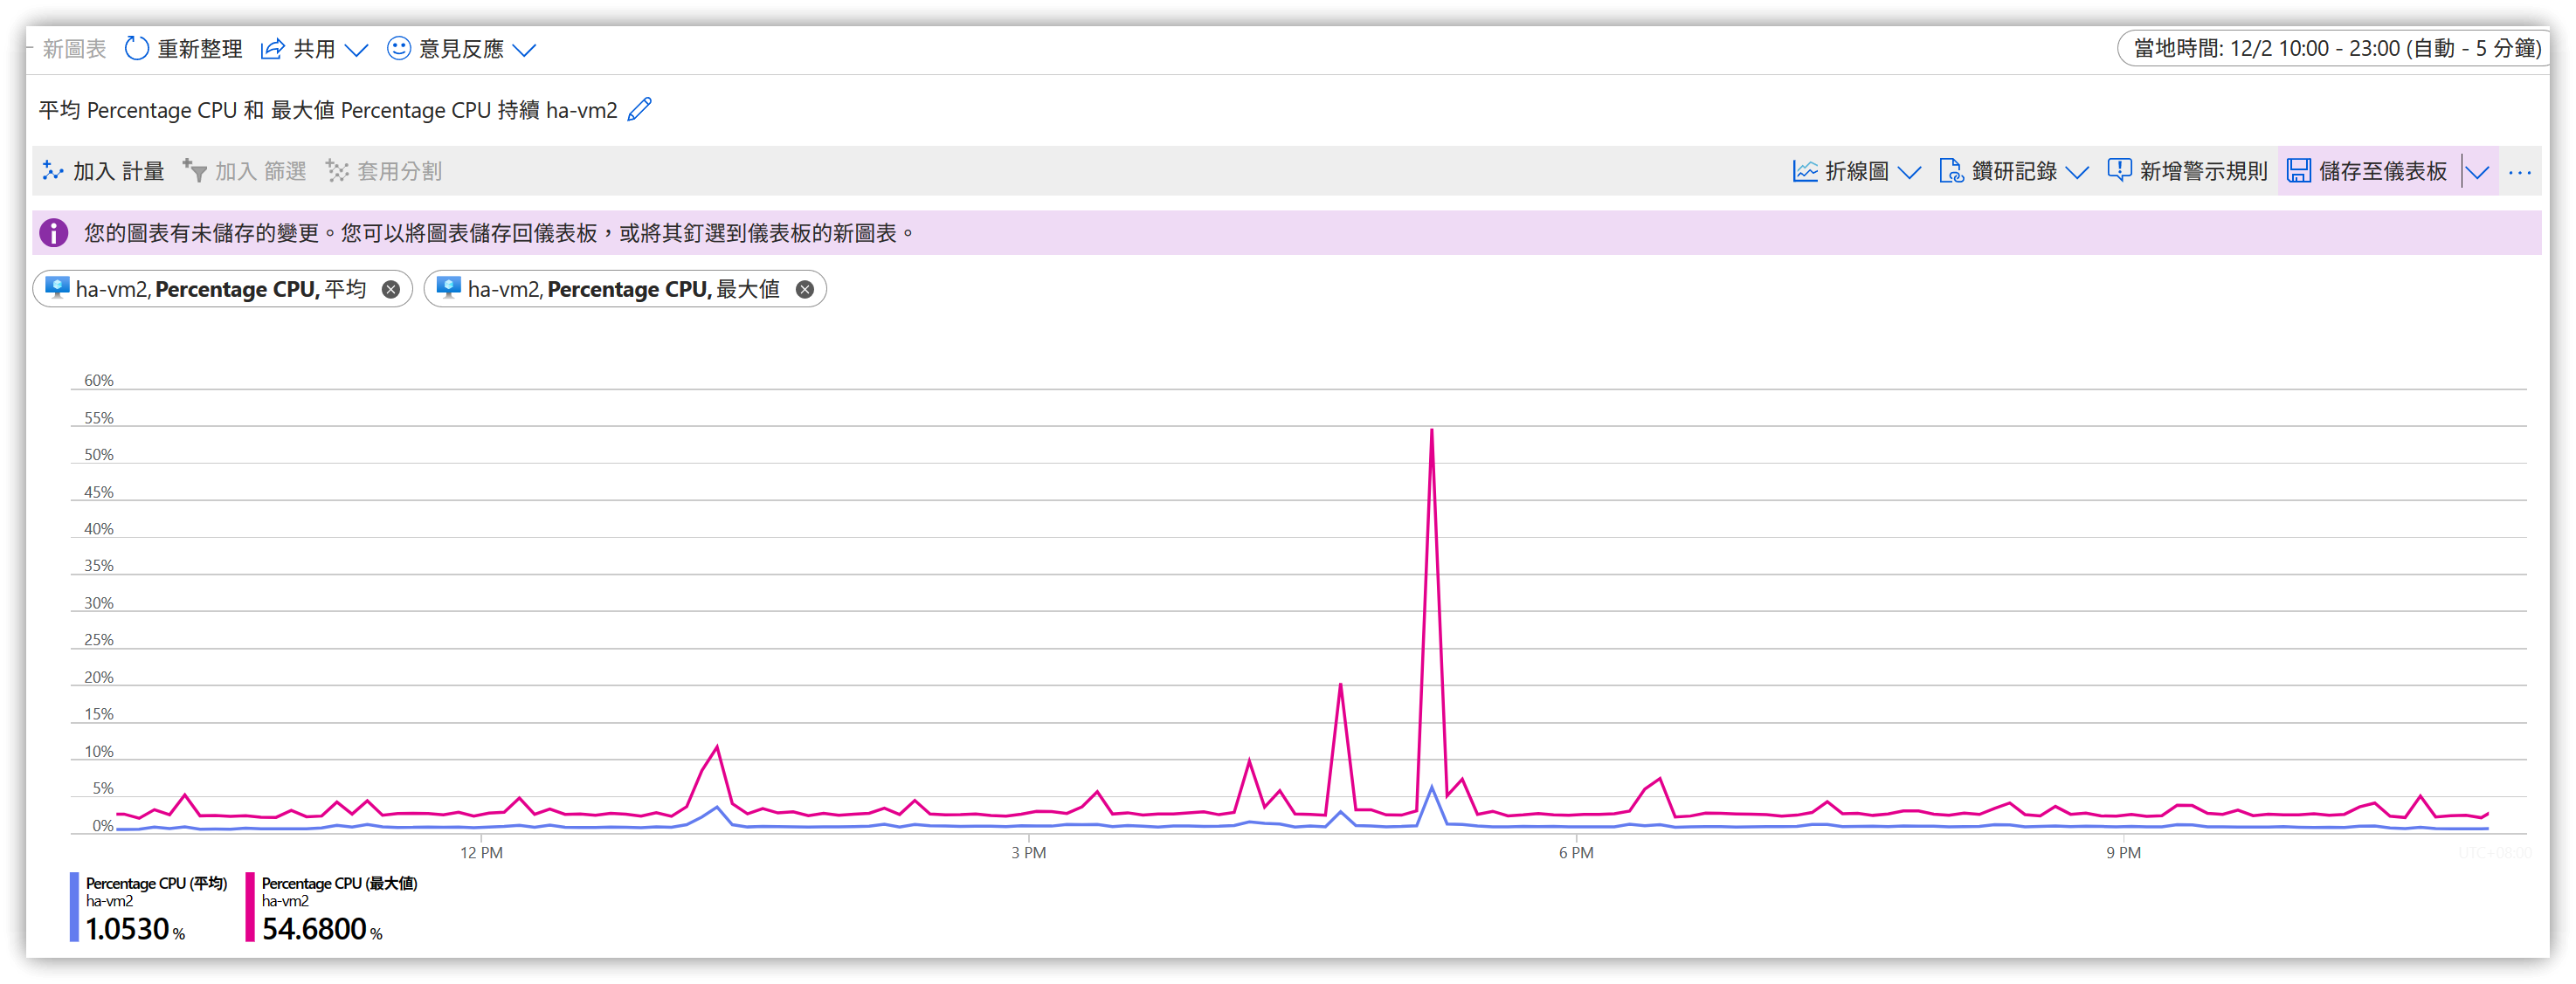 新圖表 重新整理 共用 意見反應 當地時間: 12/2 10:00 - 23:00 (自動 - 5 分鐘)
平均 Percentage CPU 和 最大值 Percentage CPU 持續 ha-vm2
加入 計量 加入 篩選 套用分割 折線圖 鑽研記錄 新增警示規則 儲存至儀表板 ...
您的圖表有未儲存的變更。您可以將圖表儲存回儀表板，或將其釘選到儀表板的新圖表。
ha-vm2, Percentage CPU, 平均 ha-vm2, Percentage CPU, 最大值
60%
55%
50%
45%
40%
35%
30%
25%
20%
15%
10%
5%
0%
12 PM 3 PM 6 PM 9 PM UTC+08:00
Percentage CPU (平均) Percentage CPU (最大值)
ha-vm2 ha-vm2
1.0530 % 54.6800 %